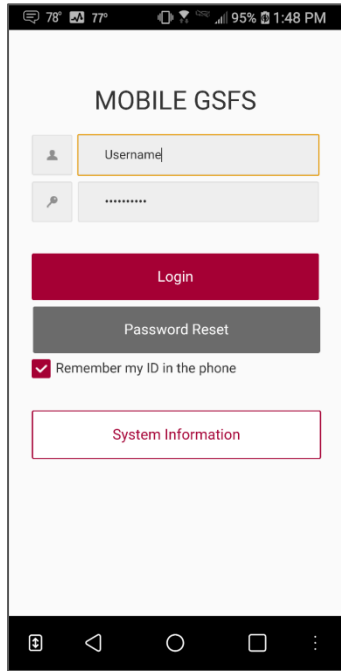 78° 77° 95% 1:48 PM
MOBILE GSFS
Username
••••••••••
Login
Password Reset
Remember my ID in the phone
System Information